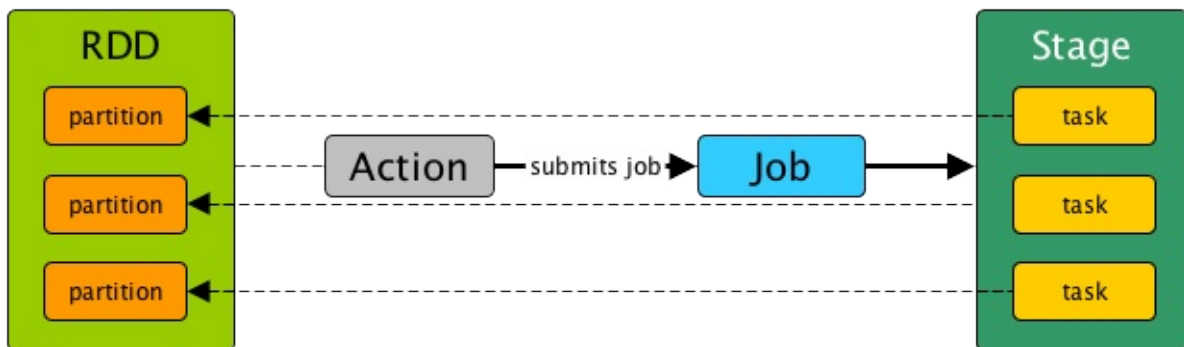 RDD
partition
partition
partition
Action
submits job
Job
Stage
task
task
task